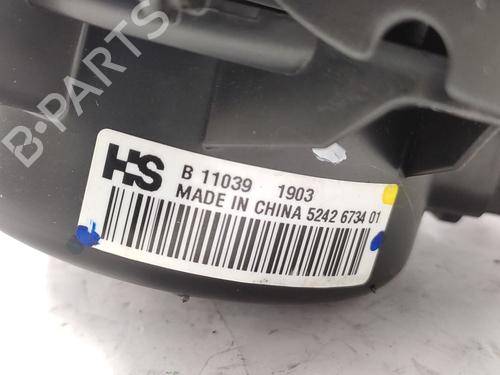 B-PARTS
HS B 11039 1903
MADE IN CHINA 5242 6734 01